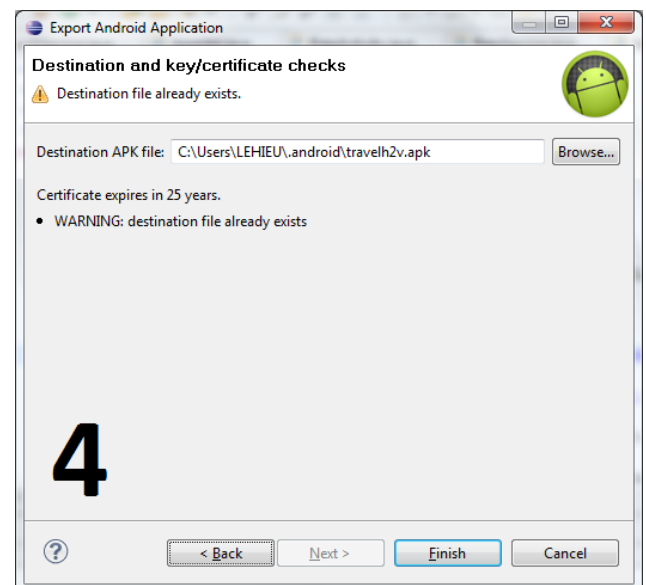 Export Android Application
Destination and key/certificate checks
Destination file already exists.
Destination APK file: C:\Users\LEHIEU\.android\travelh2v.apk Browse...
Certificate expires in 25 years.
• WARNING: destination file already exists
4
? < Back Next > Finish Cancel